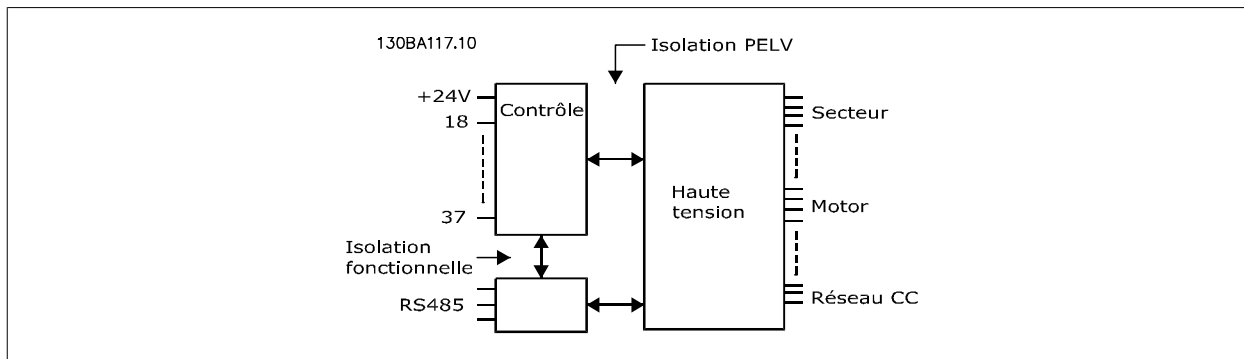 130BA117.10
Isolation PELV
+24V
Contrôle
18
Secteur
Haute
tension
37
Motor
Isolation
fonctionnelle
RS485
Réseau CC